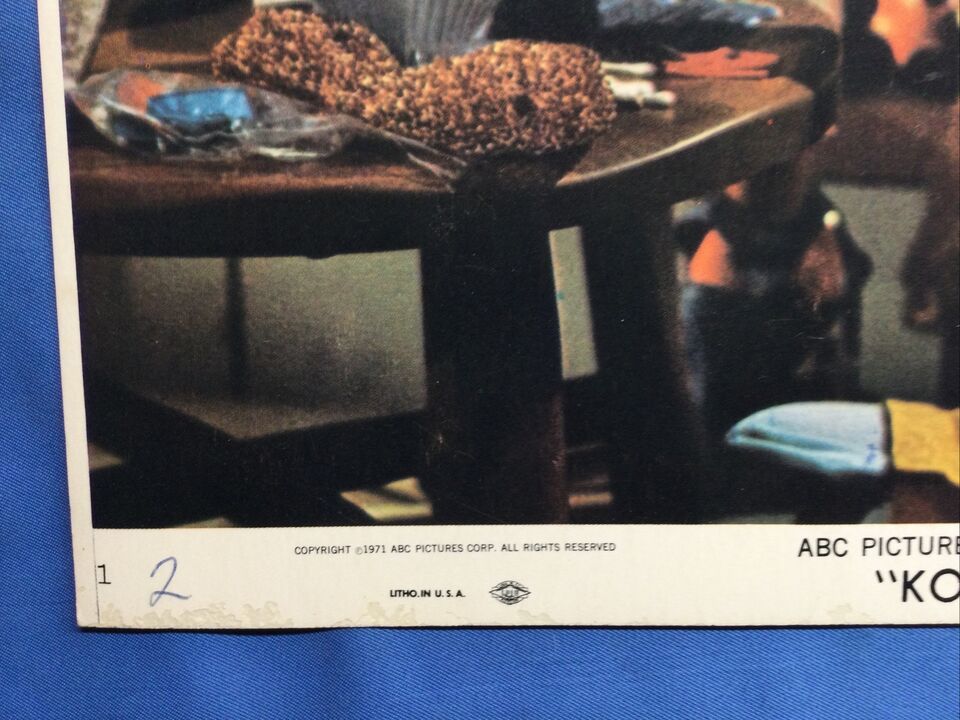 COPYRIGHT ©1971 ABC PICTURES CORP. ALL RIGHTS RESERVED
ABC PICTURE
1
2
LITHO. IN U. S. A.
"KO